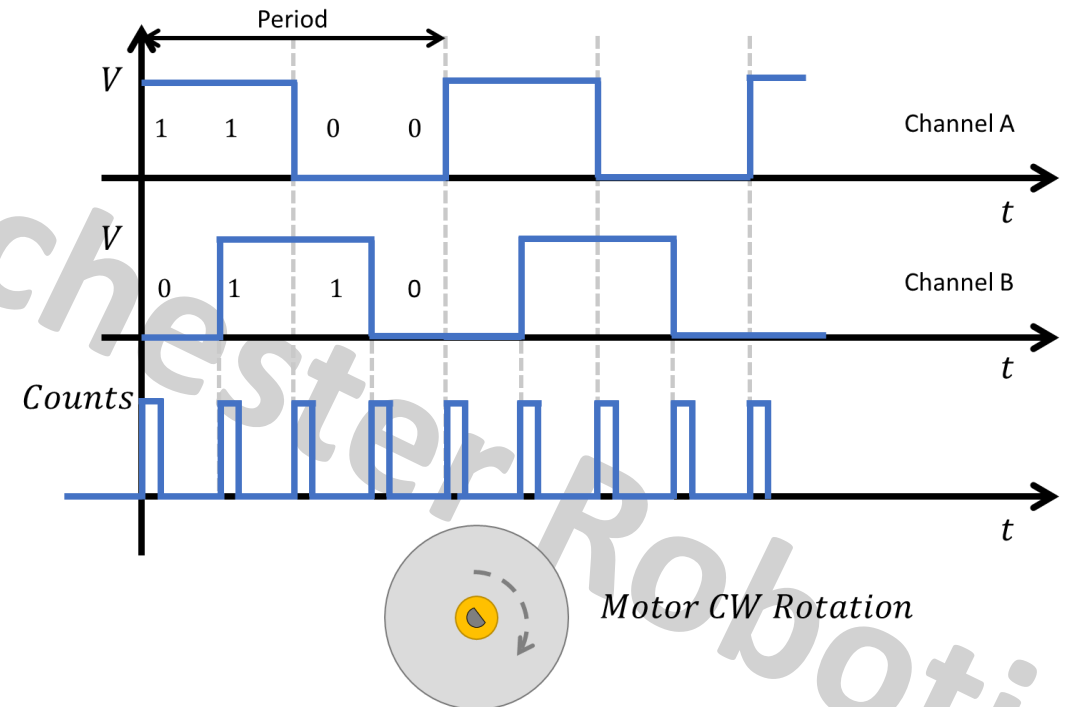 Period
V
1 1 0 0
Channel A
t
V
0 1 1 0
Channel B
t
Counts
t
Motor CW Rotation
chester Roboti